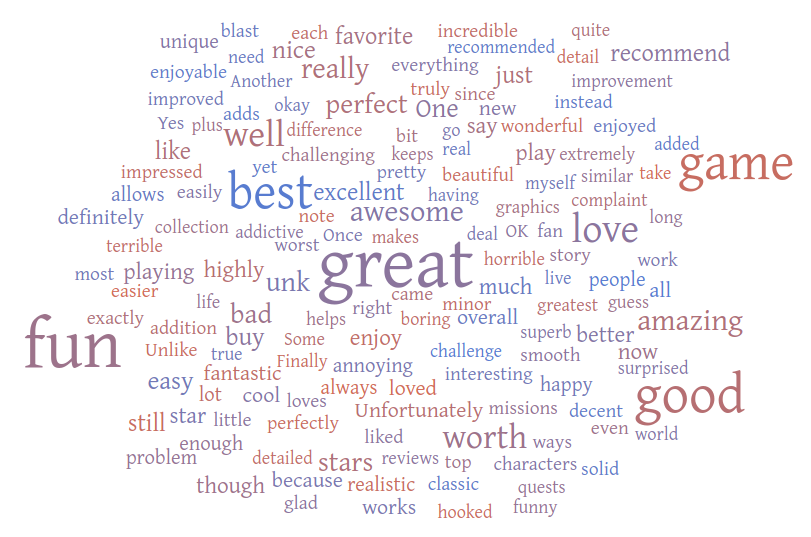 blast each favorite incredible quite
unique nice recommended detail recommend
need really everything
enjoyable Another just improvement
improved adds okay perfect truly since instead
Yes plus well difference One new say wonderful enjoyed
like challenging bit go real play extremely added
impressed yet keeps pretty beautiful myself similar take game
allows easily best excellent having graphics complaint
definitely collection note awesome love long
terrible addictive worst Once makes deal OK fan
most playing highly unk great horrible story work
easier much live people all
life came minor greatest guess
exactly addition bad helps right boring overall superb better amazing
fun Unlike true buy Some enjoy challenge smooth now
fantastic Finally annoying interesting surprised
easy lot cool loves always loved happy good
still star little perfectly Unfortunately missions decent
enough liked worth ways even world
problem detailed stars reviews top characters solid
though because realistic classic quests
glad works hooked funny